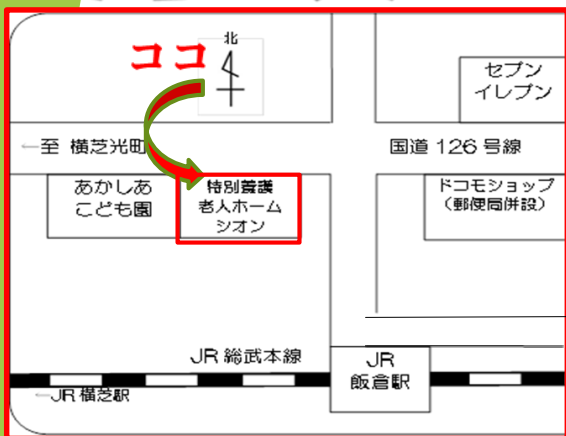 北
ココ
セブン
イレブン
←至 横芝光町
国道 126 号線
あかしあ
こども園
特別養護
老人ホーム
シオン
ドコモショップ
（郵便局併設）
JR 総武本線
JR
飯倉駅
←JR 横芝駅